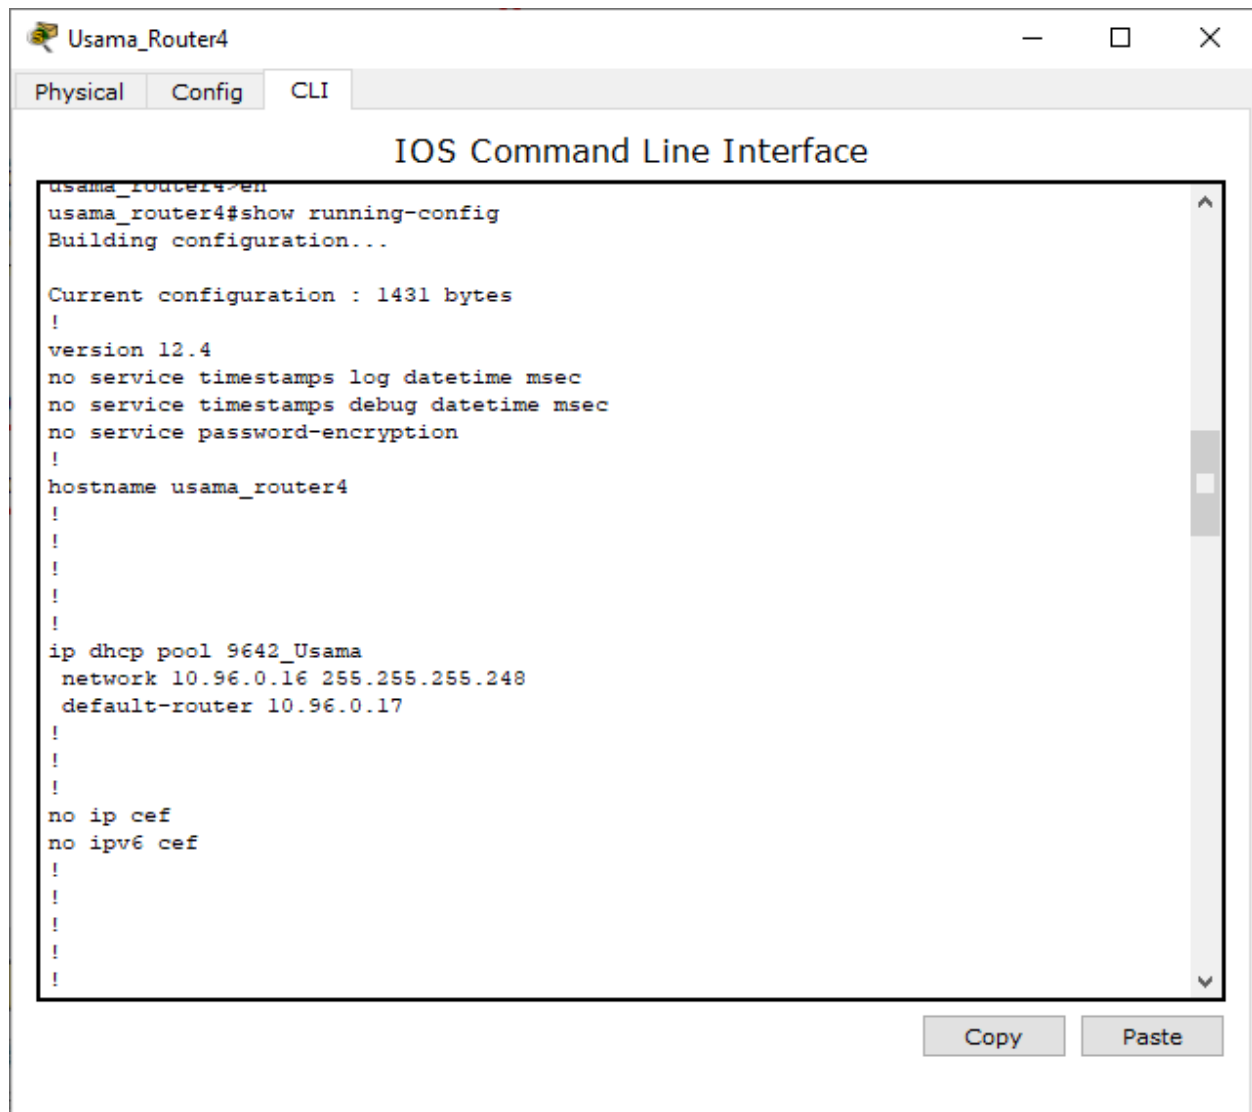 Usama_Router4
Physical Config CLI
IOS Command Line Interface
usama_router4>en
usama_router4#show running-config
Building configuration...
Current configuration : 1431 bytes
!
version 12.4
no service timestamps log datetime msec
no service timestamps debug datetime msec
no service password-encryption
!
hostname usama_router4
!
!
!
!
!
ip dhcp pool 9642_Usama
 network 10.96.0.16 255.255.255.248
 default-router 10.96.0.17
!
!
!
no ip cef
no ipv6 cef
!
!
!
!
!
Copy Paste